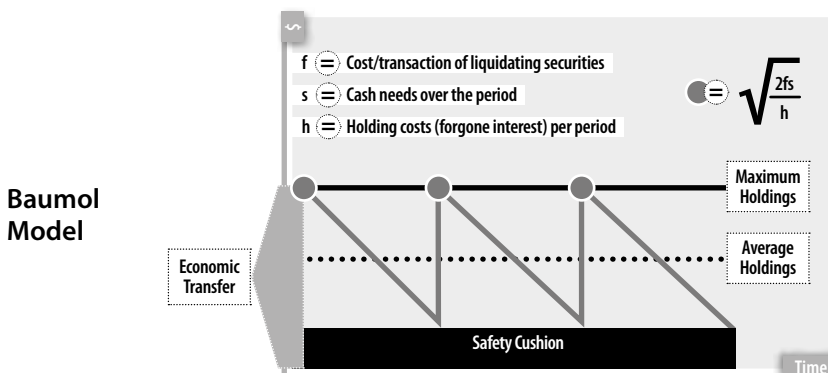 $
f = Cost/transaction of liquidating securities
s = Cash needs over the period
h = Holding costs (forgone interest) per period
= √ 2fs
h
Baumol
Model
Maximum
Holdings
Average
Holdings
Economic
Transfer
Safety Cushion
Time